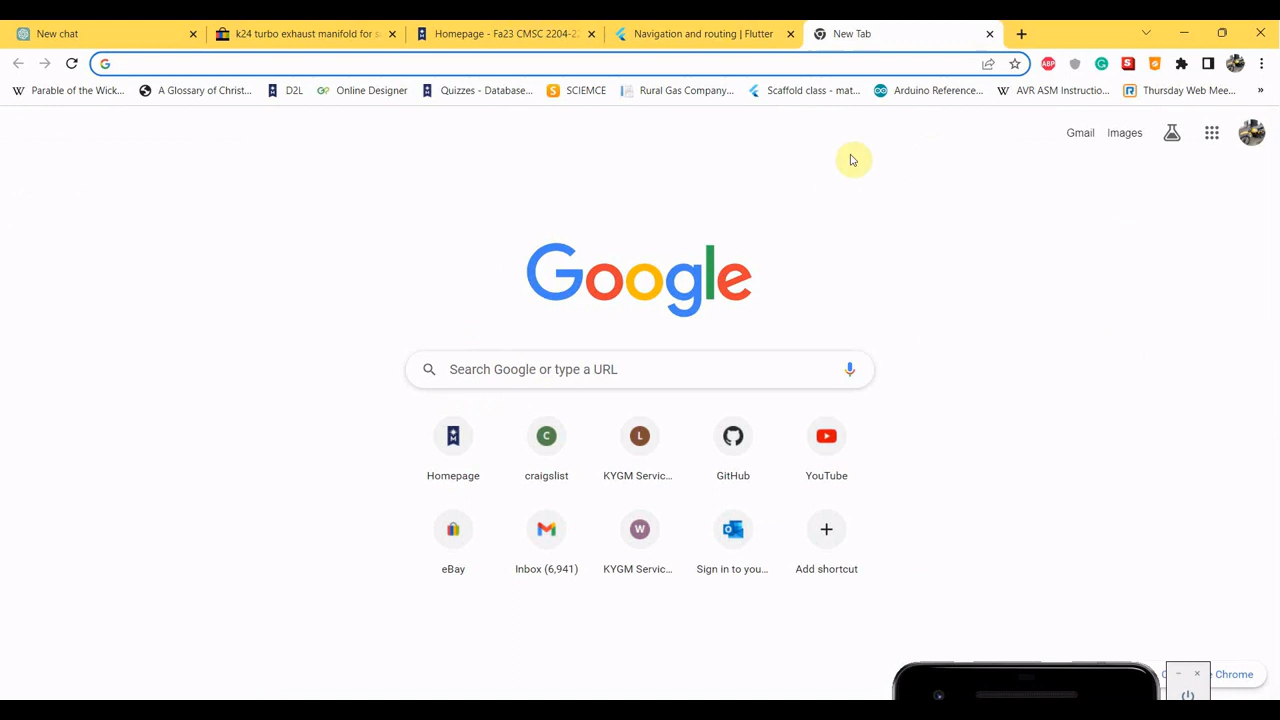 New chat
k24 turbo exhaust manifold for s
Homepage - Fa23 CMSC 2204-22
Navigation and routing | Flutter
New Tab
Parable of the Wick...
A Glossary of Christ...
D2L
Online Designer
Quizzes - Database...
SCIEMCE
Rural Gas Company...
Scaffold class - mat...
Arduino Reference...
AVR ASM Instructio...
Thursday Web Mee...
»
Gmail
Images
Google
Search Google or type a URL
Homepage
craigslist
KYGM Servic...
GitHub
YouTube
eBay
Inbox (6,941)
KYGM Servic...
Sign in to you...
Add shortcut
Chrome